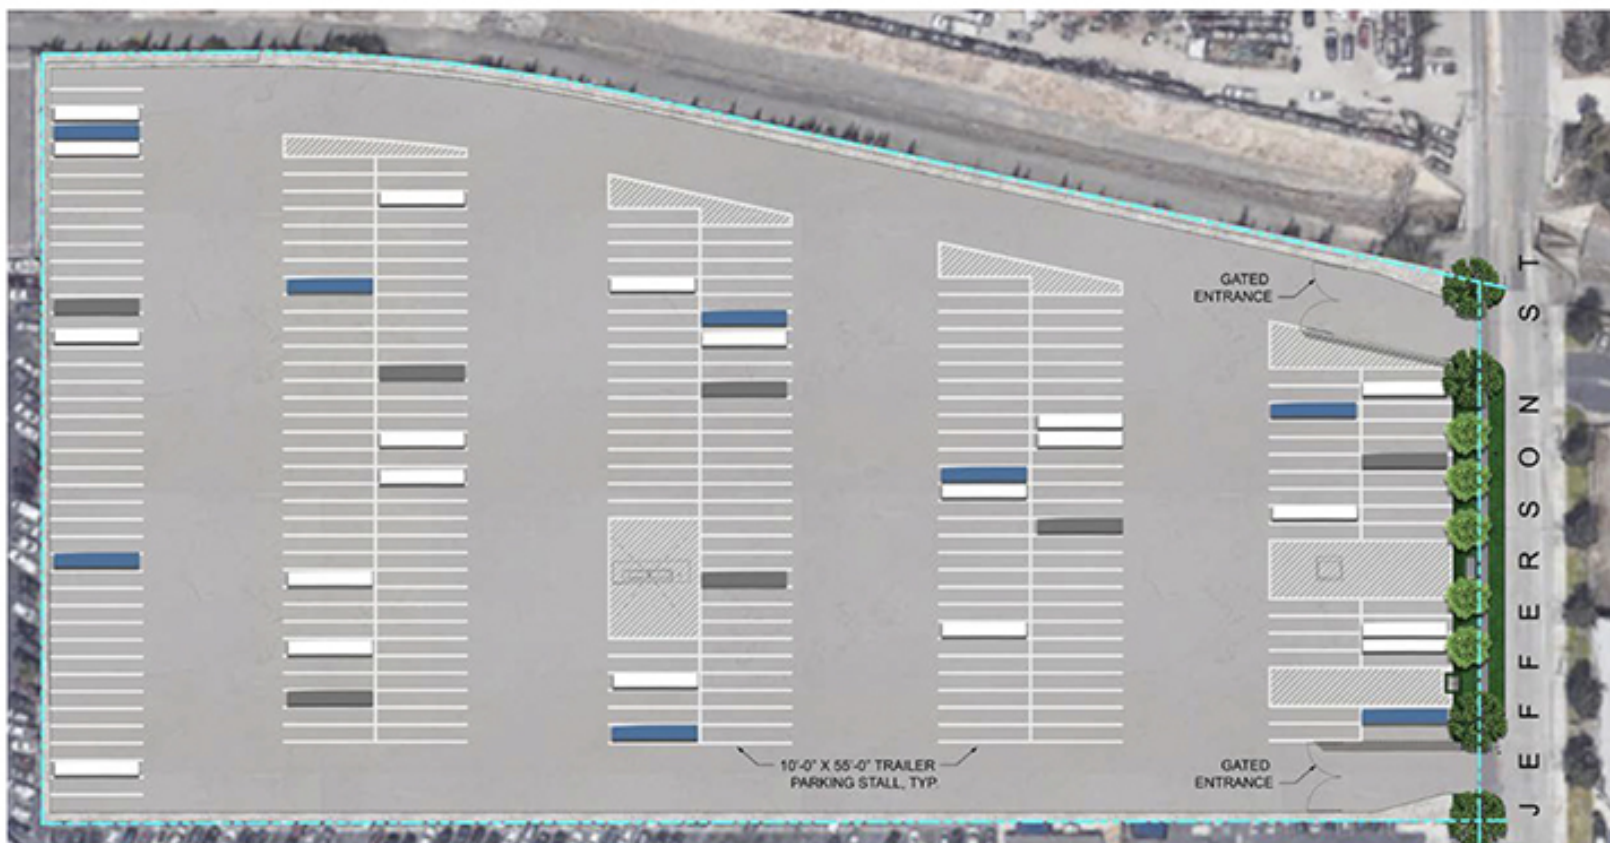 GATED
ENTRANCE
JEFFERSON ST
10'-0" X 55'-0" TRAILER
PARKING STALL, TYP.
GATED
ENTRANCE